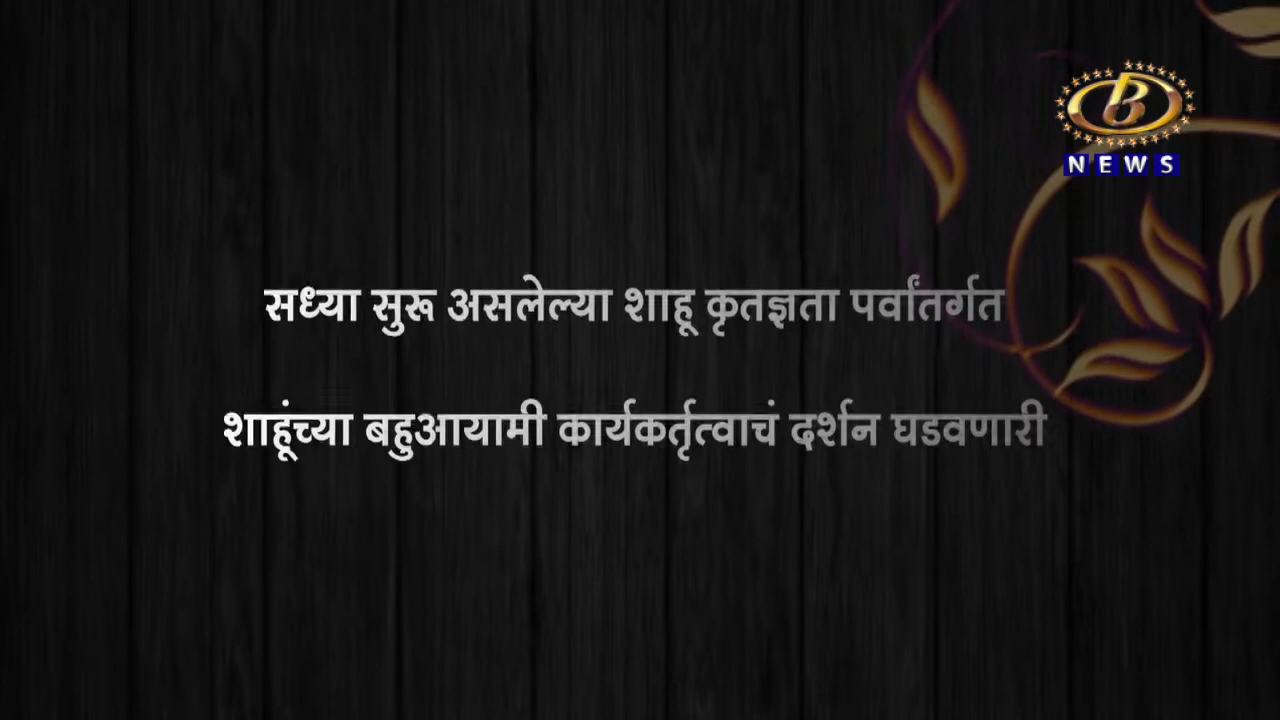 B
NEWS
सध्या सुरू असलेल्या शाहू कृतज्ञता पर्वांतर्गत
शाहूंच्या बहुआयामी कार्यकर्तृत्वाचं दर्शन घडवणारी